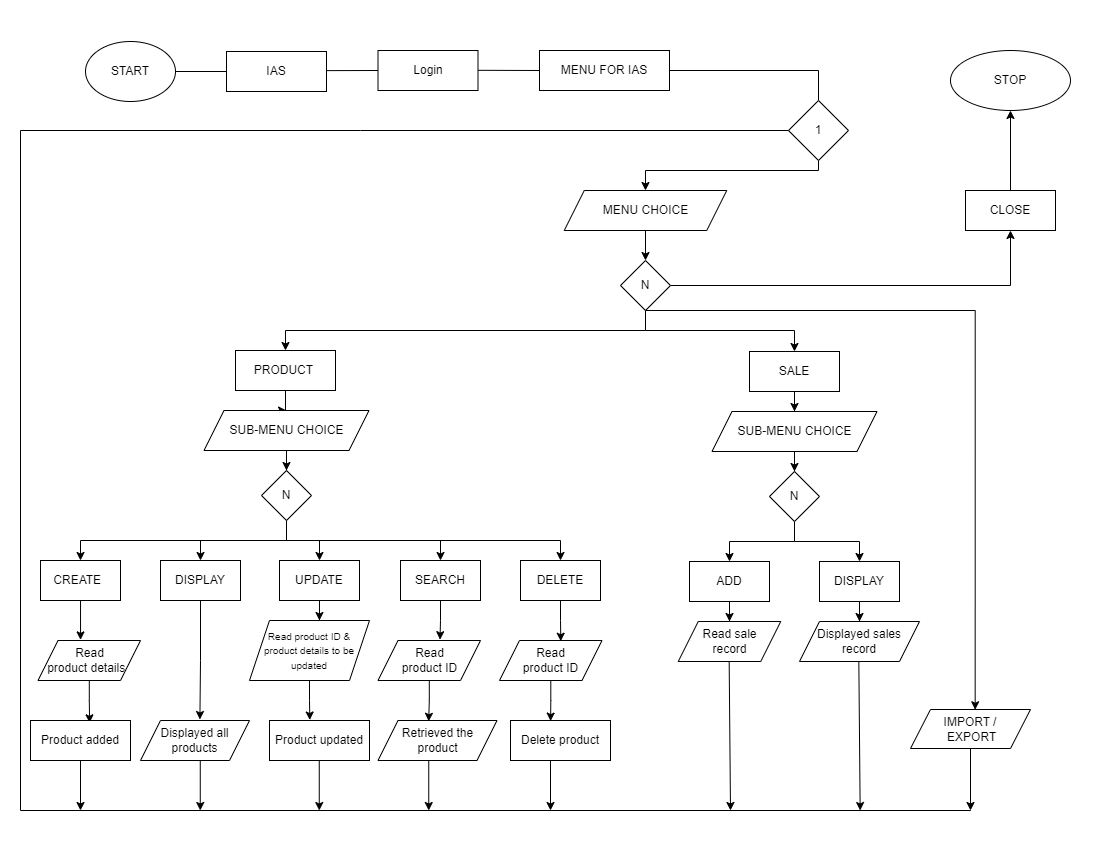 START
IAS
Login
MENU FOR IAS
STOP
1
MENU CHOICE
CLOSE
N
PRODUCT
SALE
SUB-MENU CHOICE
SUB-MENU CHOICE
N
N
CREATE
DISPLAY
UPDATE
SEARCH
DELETE
ADD
DISPLAY
Read
product details
Read product ID &
product details to be
updated
Read
product ID
Read
product ID
Read sale
record
Displayed sales
record
Product added
Displayed all
products
Product updated
Retrieved the
product
Delete product
IMPORT /
EXPORT